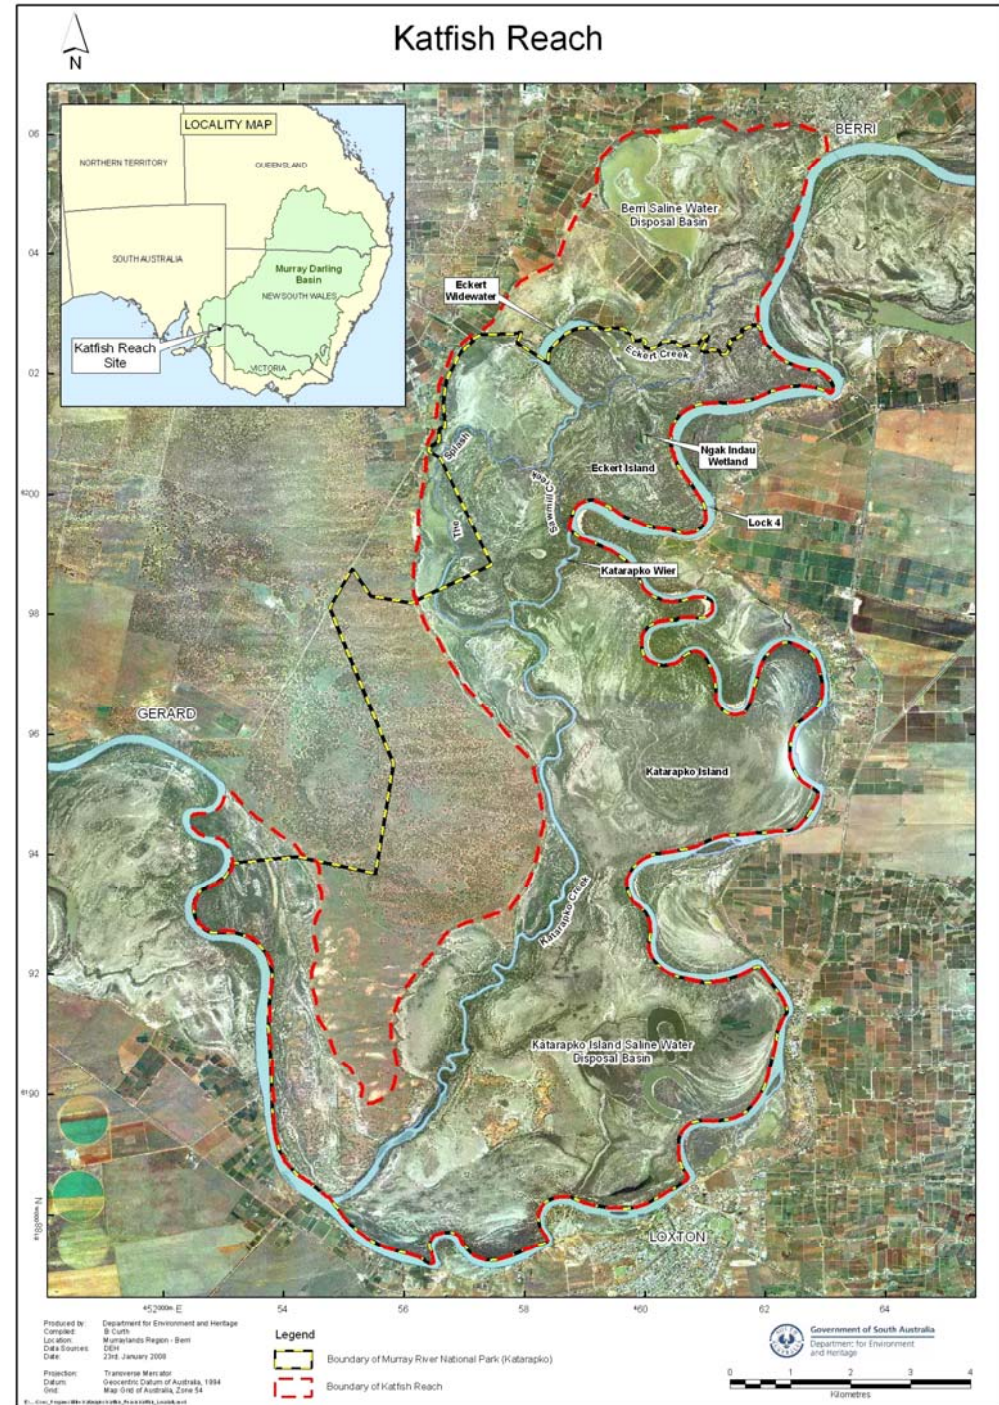 Katfish Reach
N
LOCALITY MAP
NORTHERN TERRITORY
QUEENSLAND
SOUTH AUSTRALIA
Murray Darling
Basin
NEW SOUTH WALES
Katfish Reach
Site
VICTORIA
BERRI
Berri Saline Water
Disposal Basin
Eckert
Widewater
Eckert Creek
Ngak Indau
Wetland
Eckert Island
Splash
The
Sawmill Creek
Lock 4
Katarapko Wier
GERARD
Katarapko Island
Katarapko Creek
Katarapko Island Saline Water
Disposal Basin
LOXTON
06
04
02
6200
98
96
94
92
6190
6188000m N
452000m E
54
56
58
460
62
64
Produced by: Department for Environment and Heritage
Compiled: B Curth
Location: Murraylands Region - Berri
Data Sources: DEH
Date: 23rd. January 2008
Projection: Transverse Mercator
Datum: Geocentric Datum of Australia, 1994
Grid: Map Grid of Australia, Zone 54
Legend
Boundary of Murray River National Park (Katarapko)
Boundary of Katfish Reach
Government of South Australia
Department for Environment
and Heritage
0 1 2 3 4
Kilometres